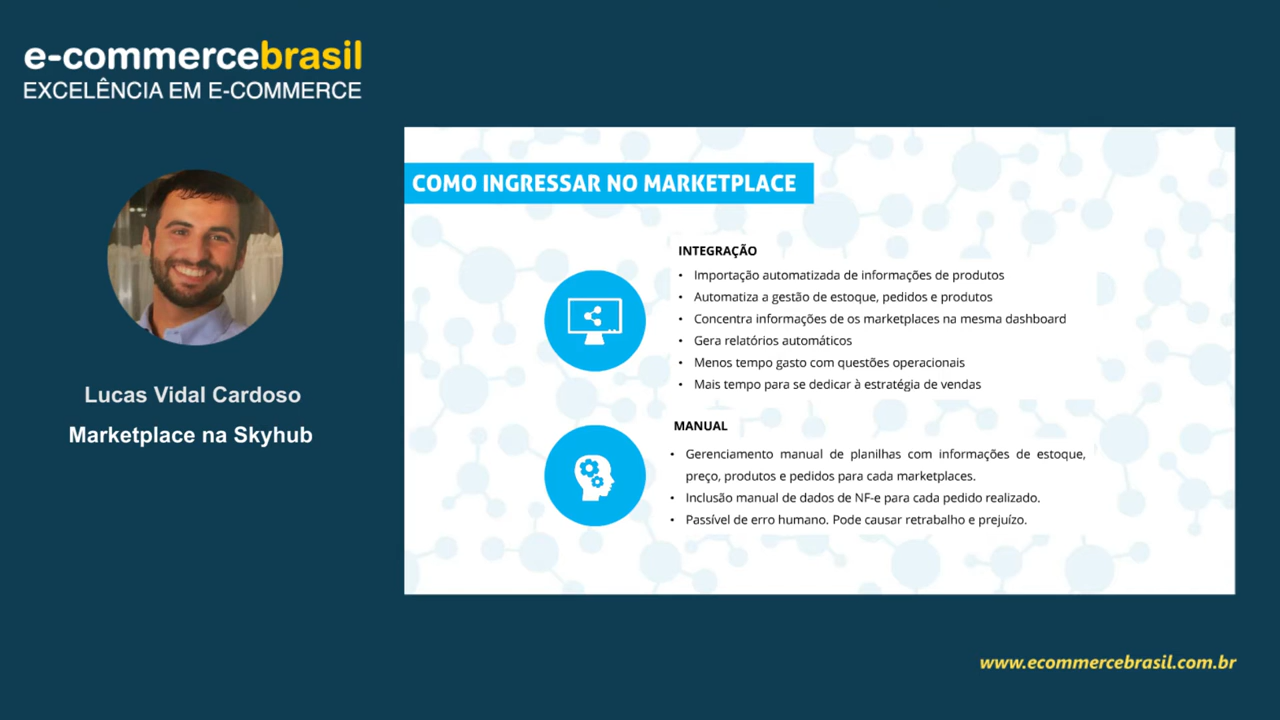 e-commercebrasil
EXCELÊNCIA EM E-COMMERCE
Lucas Vidal Cardoso
Marketplace na Skyhub
COMO INGRESSAR NO MARKETPLACE
INTEGRAÇÃO
• Importação automatizada de informações de produtos
• Automatiza a gestão de estoque, pedidos e produtos
• Concentra informações de os marketplaces na mesma dashboard
• Gera relatórios automáticos
• Menos tempo gasto com questões operacionais
• Mais tempo para se dedicar à estratégia de vendas
MANUAL
• Gerenciamento manual de planilhas com informações de estoque,
preço, produtos e pedidos para cada marketplaces.
• Inclusão manual de dados de NF-e para cada pedido realizado.
• Passível de erro humano. Pode causar retrabalho e prejuízo.
www.ecommercebrasil.com.br